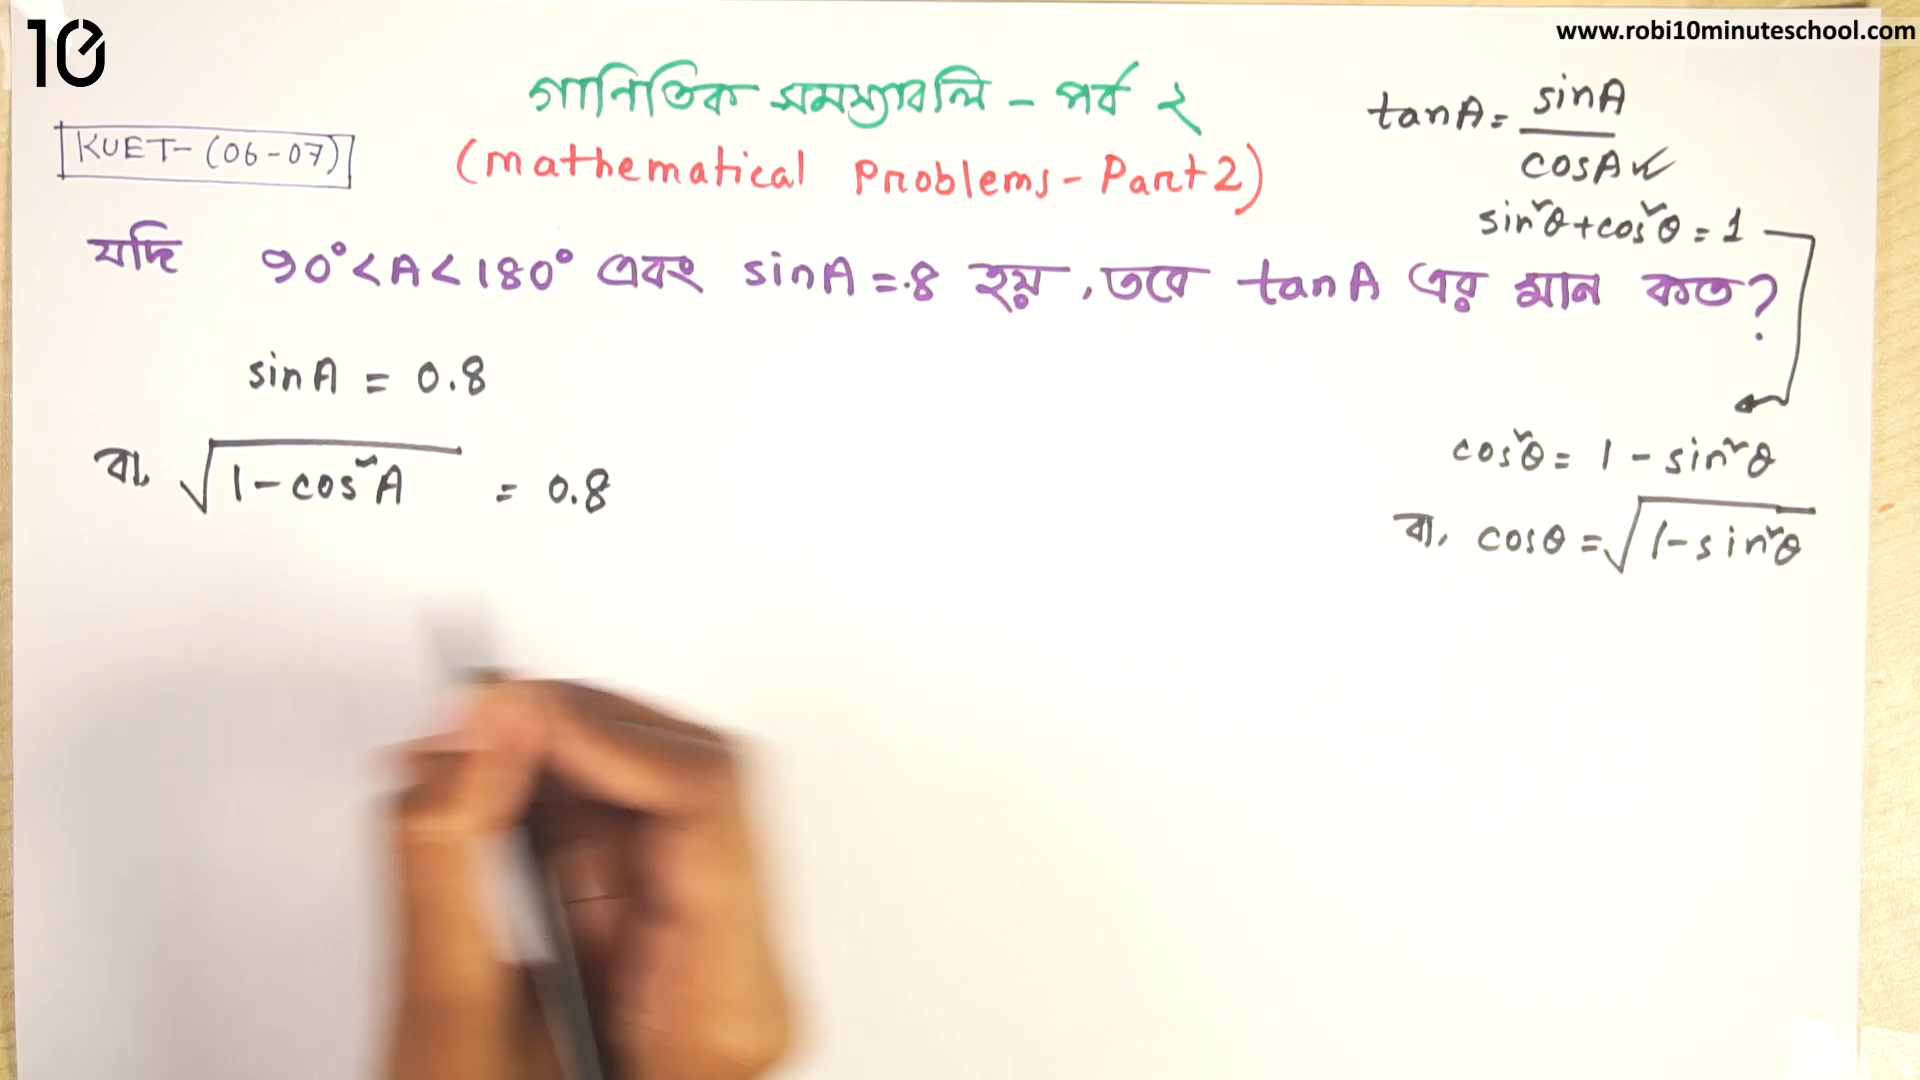 10
www.robi10minuteschool.com
গানিতিক সমস্যাবলি - পর্ব ২
(Mathematical Problems - Part 2)
KUET- (06-07)
tanA = sinA / cosA
sin²θ + cos²θ = 1
যদি 90° < A < 180° এবং sinA = .8 হয়, তবে tanA এর মান কত?
sinA = 0.8
বা, √(1 - cos²A) = 0.8
cos²θ = 1 - sin²θ
বা, cosθ = √(1 - sin²θ)